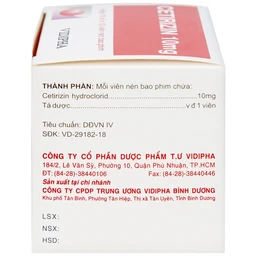 VIDIPHA
CETHIZIN 10mg
THÀNH PHẦN: Mỗi viên nén bao phim chứa:
Cetirizin hydroclorid 10mg
Tá dược vđ 1 viên
Tiêu chuẩn: DĐVN IV
SĐK: VD-29182-18
CÔNG TY CỔ PHẦN DƯỢC PHẨM T.Ư VIDIPHA
184/2, Lê Văn Sỹ, Phường 10, Quận Phú Nhuận, TP.HCM
ĐT: (84-28)-38440106 Fax: (84-28)-38440446
Sản xuất tại chi nhánh
CÔNG TY CPDP TRUNG ƯƠNG VIDIPHA BÌNH DƯƠNG
Khu phố Tân Bình, Phường Tân Hiệp, Thị xã Tân Uyên, Tỉnh Bình Dương
LSX:
NSX:
HSD: